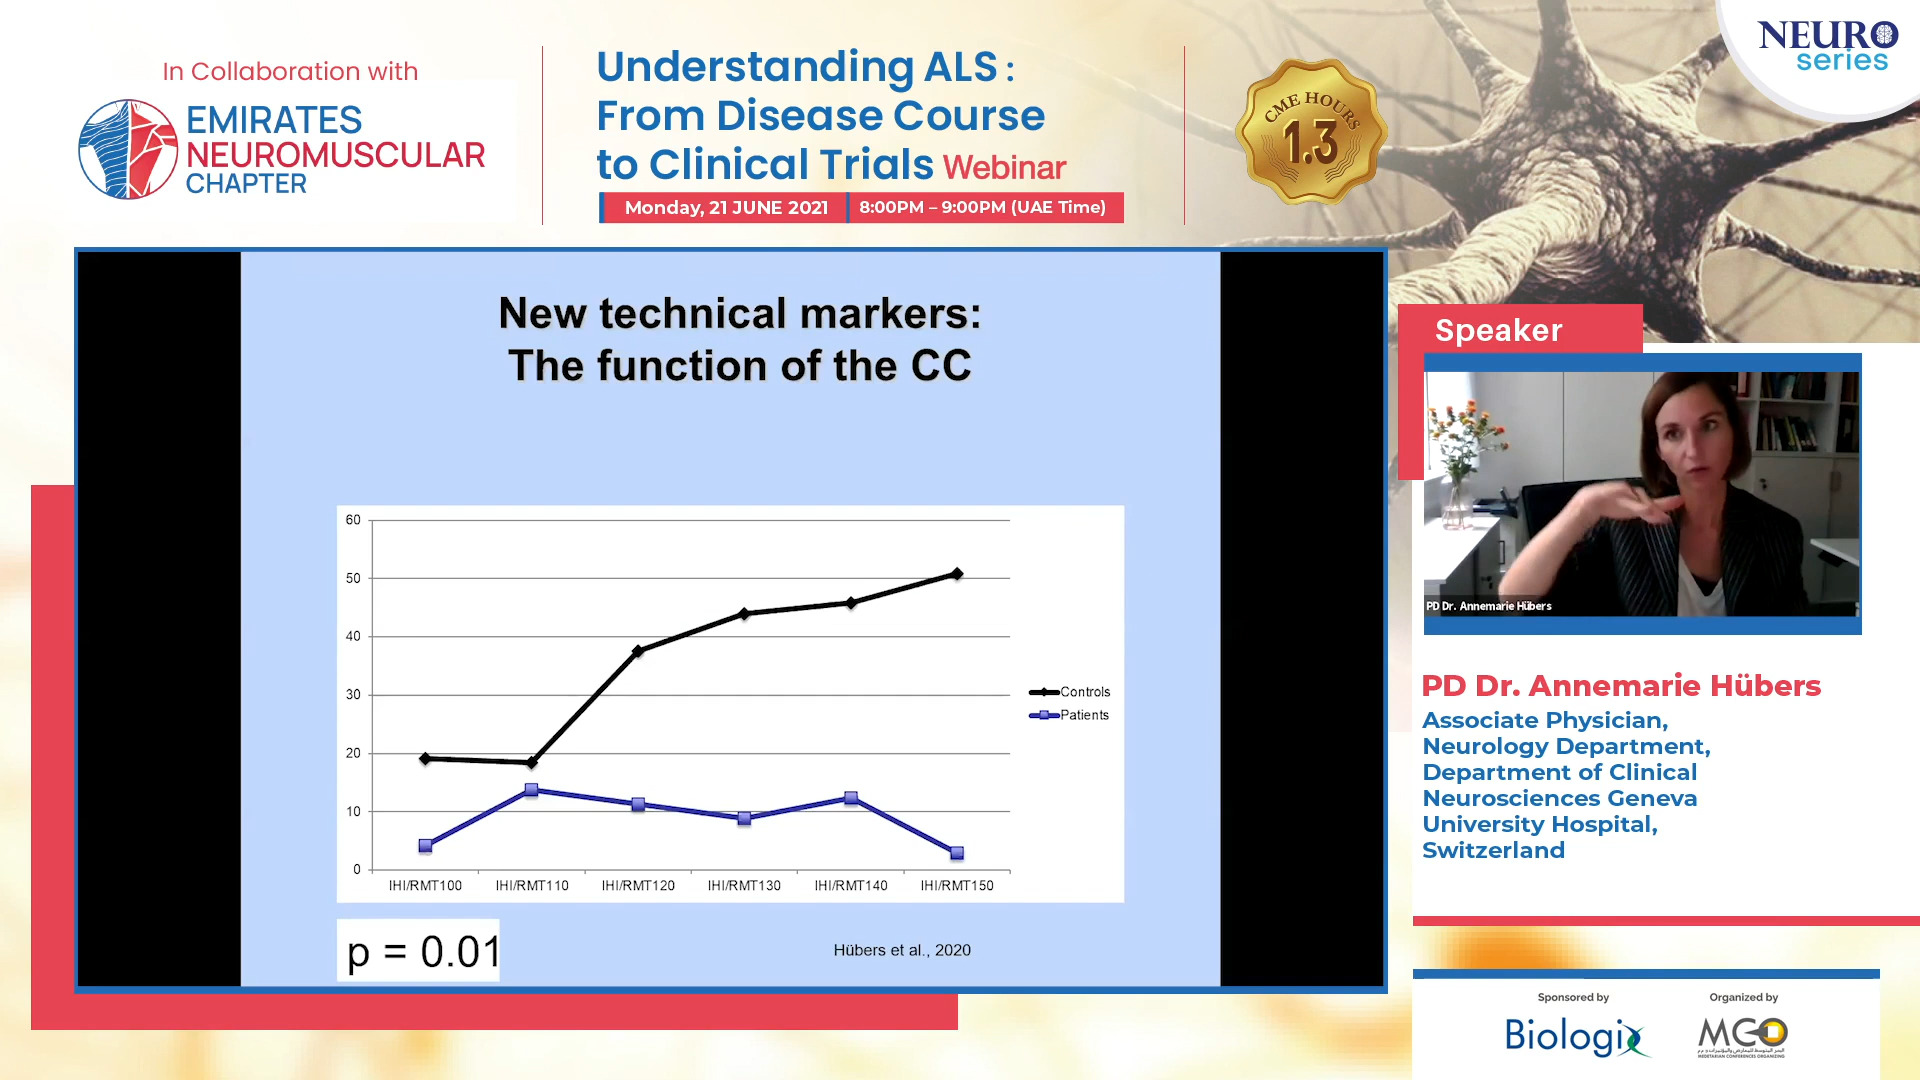 In Collaboration with
EMIRATES
NEUROMUSCULAR
CHAPTER
Understanding ALS :
From Disease Course
to Clinical Trials Webinar
Monday, 21 JUNE 2021
8:00PM – 9:00PM (UAE Time)
CME HOURS
1.3
NEURO
series
New technical markers:
The function of the CC
60
50
40
30
20
10
0
IHI/RMT100 IHI/RMT110 IHI/RMT120 IHI/RMT130 IHI/RMT140 IHI/RMT150
Controls
Patients
p = 0.01
Hübers et al., 2020
Speaker
PD Dr. Annemarie Hübers
PD Dr. Annemarie Hübers
Associate Physician,
Neurology Department,
Department of Clinical
Neurosciences Geneva
University Hospital,
Switzerland
Sponsored by
Biologix
Organized by
MCO